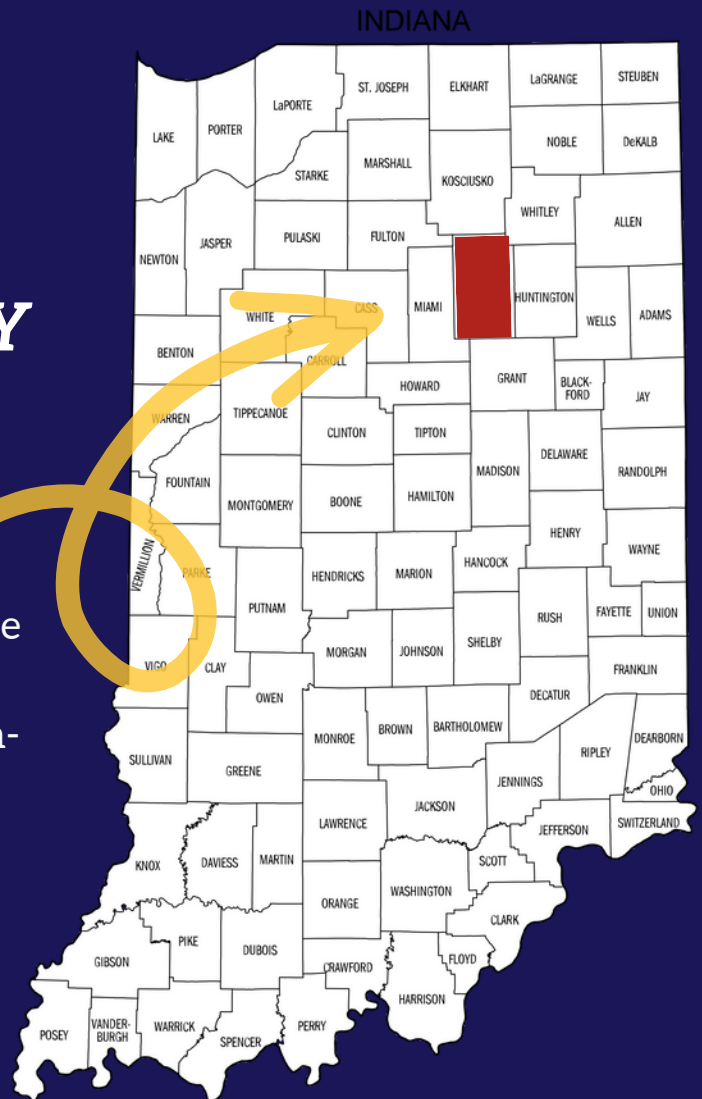 INDIANA
LAKE
PORTER
LaPORTE
ST. JOSEPH
ELKHART
LaGRANGE
STEUBEN
NOBLE
DeKALB
STARKE
MARSHALL
KOSCIUSKO
WHITLEY
ALLEN
NEWTON
JASPER
PULASKI
FULTON
Y
WHITE
CASS
MIAMI
HUNTINGTON
WELLS
ADAMS
BENTON
CARROLL
HOWARD
GRANT
BLACK-
FORD
JAY
WARREN
TIPPECANOE
CLINTON
TIPTON
FOUNTAIN
MONTGOMERY
BOONE
HAMILTON
MADISON
DELAWARE
RANDOLPH
VERMILLION
PARKE
PUTNAM
HENDRICKS
MARION
HANCOCK
HENRY
WAYNE
e
VIGO
CLAY
OWEN
MORGAN
JOHNSON
SHELBY
RUSH
FAYETTE
UNION
FRANKLIN
DECATUR
-
SULLIVAN
GREENE
MONROE
BROWN
BARTHOLOMEW
JENNINGS
RIPLEY
DEARBORN
OHIO
SWITZERLAND
KNOX
DAVIESS
MARTIN
LAWRENCE
JACKSON
JEFFERSON
SCOTT
ORANGE
WASHINGTON
CLARK
GIBSON
PIKE
DUBOIS
CRAWFORD
FLOYD
HARRISON
POSEY
VANDER-
BURGH
WARRICK
SPENCER
PERRY